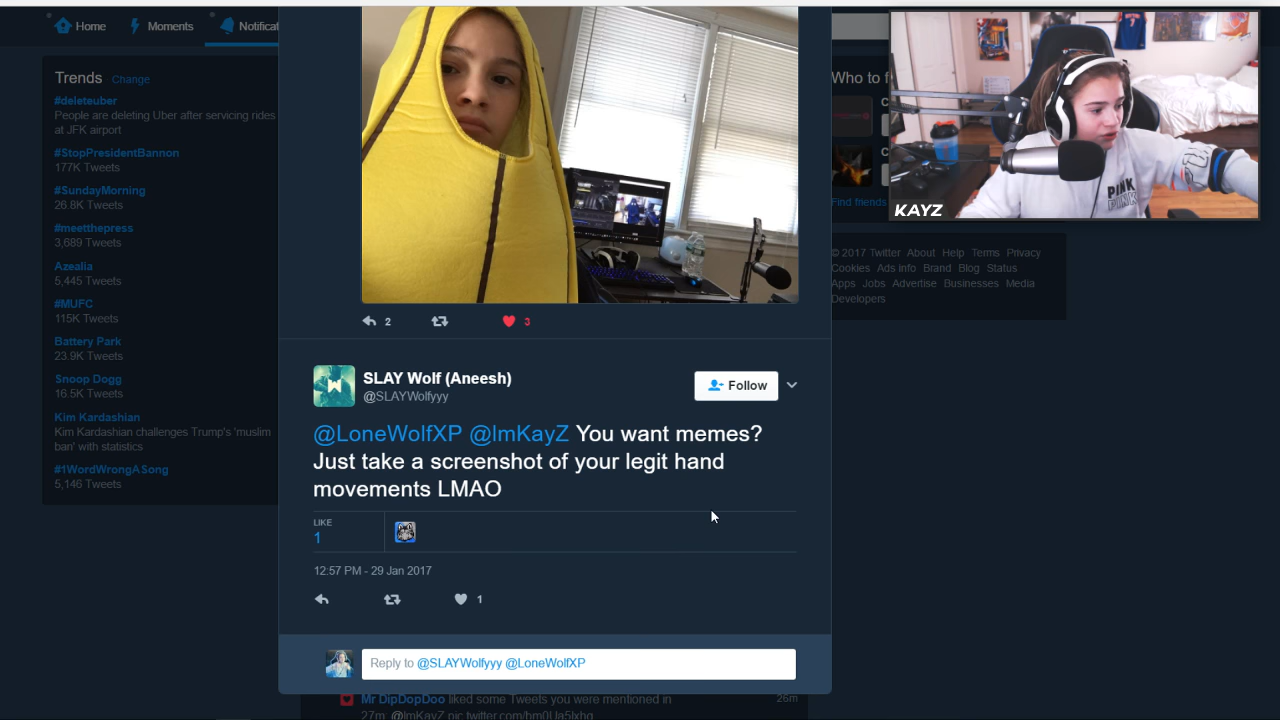 Home
Moments
Notificat
Trends Change
#deleteuber
People are deleting Uber after servicing rides
at JFK airport
#StopPresidentBannon
177K Tweets
#SundayMorning
26.8K Tweets
#meetthepress
3,689 Tweets
Azealia
5,445 Tweets
#MUFC
115K Tweets
Battery Park
23.9K Tweets
Snoop Dogg
16.5K Tweets
Kim Kardashian
Kim Kardashian challenges Trump's 'muslim
ban' with statistics
#1WordWrongASong
5,146 Tweets
2
3
SLAY Wolf (Aneesh)
@SLAYWolfyyy
Follow
@LoneWolfXP @ImKayZ You want memes?
Just take a screenshot of your legit hand
movements LMAO
LIKE
1
12:57 PM - 29 Jan 2017
1
Reply to @SLAYWolfyyy @LoneWolfXP
Mr DipDopDoo liked some Tweets you were mentioned in
26m
27m: @ImKayZ
Who to f
Find friends
PINK
PINK
KAYZ
© 2017 Twitter About Help Terms Privacy
Cookies Ads info Brand Blog Status
Apps Jobs Advertise Businesses Media
Developers